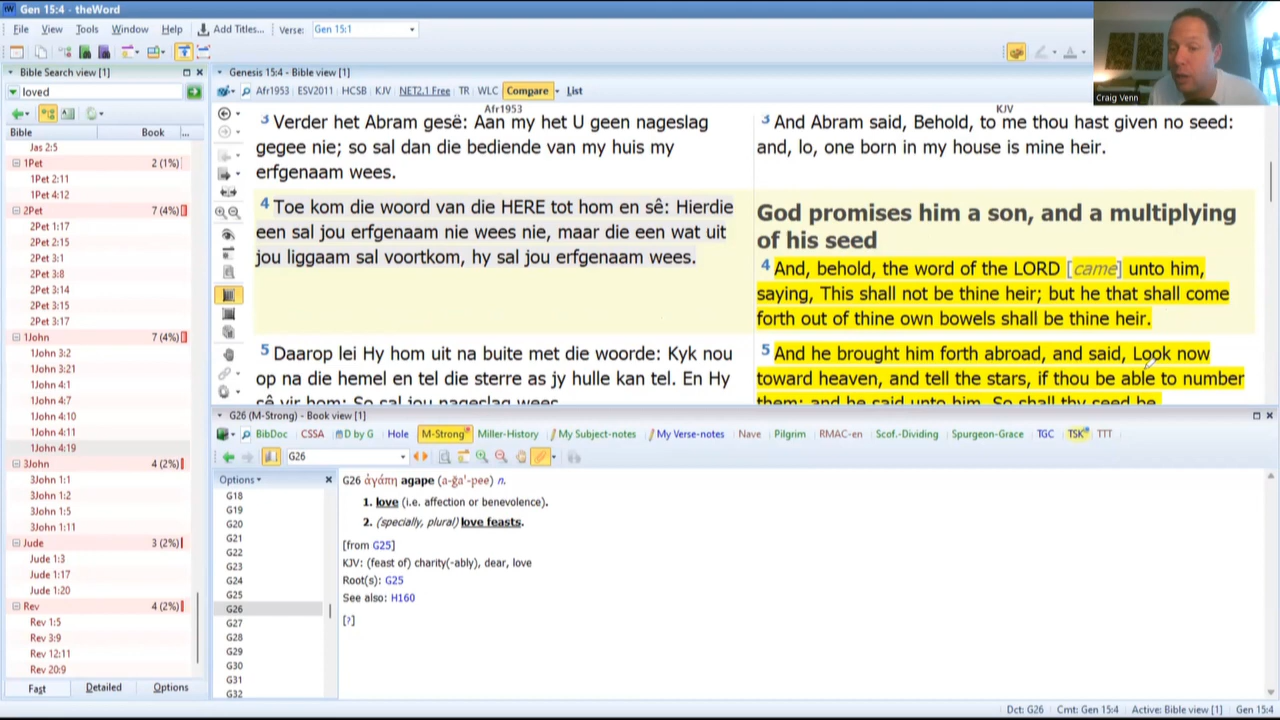 Gen 15:4 - theWord
File View Tools Window Help Add Titles... Verse: Gen 15:1
Bible Search view [1]
loved
Bible Book ...
Jas 2:5
1Pet 2 (1%)
1Pet 2:11
1Pet 4:12
2Pet 7 (4%)
2Pet 1:17
2Pet 2:15
2Pet 3:1
2Pet 3:8
2Pet 3:14
2Pet 3:15
2Pet 3:17
1John 7 (4%)
1John 3:2
1John 3:21
1John 4:1
1John 4:7
1John 4:10
1John 4:11
1John 4:19
3John 4 (2%)
3John 1:1
3John 1:2
3John 1:5
3John 1:11
Jude 3 (2%)
Jude 1:3
Jude 1:17
Jude 1:20
Rev 4 (2%)
Rev 1:5
Rev 3:9
Rev 12:11
Rev 20:9
Fast Detailed Options
Genesis 15:4 - Bible view [1]
Afr1953 ESV2011 HCSB KJV NET2.1 Free TR WLC Compare List
Afr1953
3 Verder het Abram gesë: Aan my het U geen nageslag
gegee nie; so sal dan die bediende van my huis my
erfgenaam wees.
4 Toe kom die woord van die HERE tot hom en sê: Hierdie
een sal jou erfgenaam nie wees nie, maar die een wat uit
jou liggaam sal voortkom, hy sal jou erfgenaam wees.
5 Daarop lei Hy hom uit na buite met die woorde: Kyk nou
op na die hemel en tel die sterre as jy hulle kan tel. En Hy
sê vir hom: So sal jou nageslag wees.
KJV
3 And Abram said, Behold, to me thou hast given no seed:
and, lo, one born in my house is mine heir.
God promises him a son, and a multiplying
of his seed
4 And, behold, the word of the LORD [came] unto him,
saying, This shall not be thine heir; but he that shall come
forth out of thine own bowels shall be thine heir.
5 And he brought him forth abroad, and said, Look now
toward heaven, and tell the stars, if thou be able to number
them: and he said unto him, So shall thy seed be.
Craig Venn
G26 (M-Strong) - Book view [1]
BibDoc CSSA D by G Hole M-Strong Miller-History My Subject-notes My Verse-notes Nave Pilgrim RMAC-en Scof.-Dividing Spurgeon-Grace TGC TSK TTT
G26
Options
G18
G19
G20
G21
G22
G23
G24
G25
G26
G27
G28
G29
G30
G31
G32
G26 ἀγάπη agape (a-ğa'-pee) n.
1. love (i.e. affection or benevolence).
2. (specially, plural) love feasts.
[from G25]
KJV: (feast of) charity(-ably), dear, love
Root(s): G25
See also: H160
[?]
Dct: G26 Cmt: Gen 15:4 Active: Bible view [1] Gen 15:4